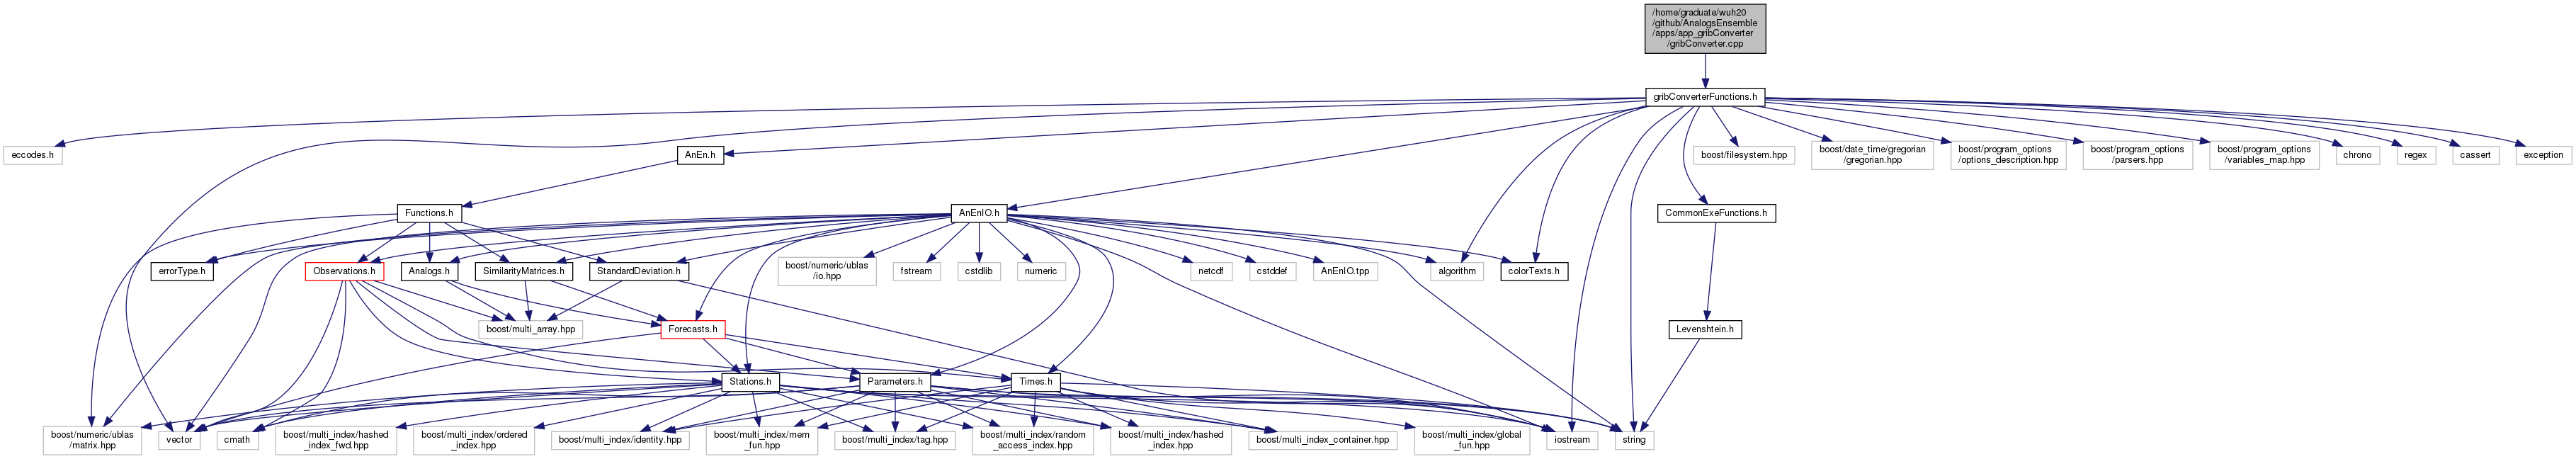 /home/graduate/wuh20
/github/AnalogsEnsemble
/apps/app_gribConverter
/gribConverter.cpp
gribConverterFunctions.h
eccodes.h
AnEn.h
boost/filesystem.hpp
boost/date_time/gregorian
/gregorian.hpp
boost/program_options
/options_description.hpp
boost/program_options
/parsers.hpp
boost/program_options
/variables_map.hpp
chrono
regex
cassert
exception
Functions.h
AnEnIO.h
CommonExeFunctions.h
errorType.h
Observations.h
Analogs.h
SimilarityMatrices.h
StandardDeviation.h
boost/numeric/ublas
/io.hpp
fstream
cstdlib
numeric
netcdf
cstddef
AnEnIO.tpp
algorithm
colorTexts.h
boost/multi_array.hpp
Forecasts.h
Levenshtein.h
Stations.h
Parameters.h
Times.h
boost/numeric/ublas
/matrix.hpp
vector
cmath
boost/multi_index/hashed
_index_fwd.hpp
boost/multi_index/ordered
_index.hpp
boost/multi_index/identity.hpp
boost/multi_index/mem
_fun.hpp
boost/multi_index/tag.hpp
boost/multi_index/random
_access_index.hpp
boost/multi_index/hashed
_index.hpp
boost/multi_index_container.hpp
boost/multi_index/global
_fun.hpp
iostream
string